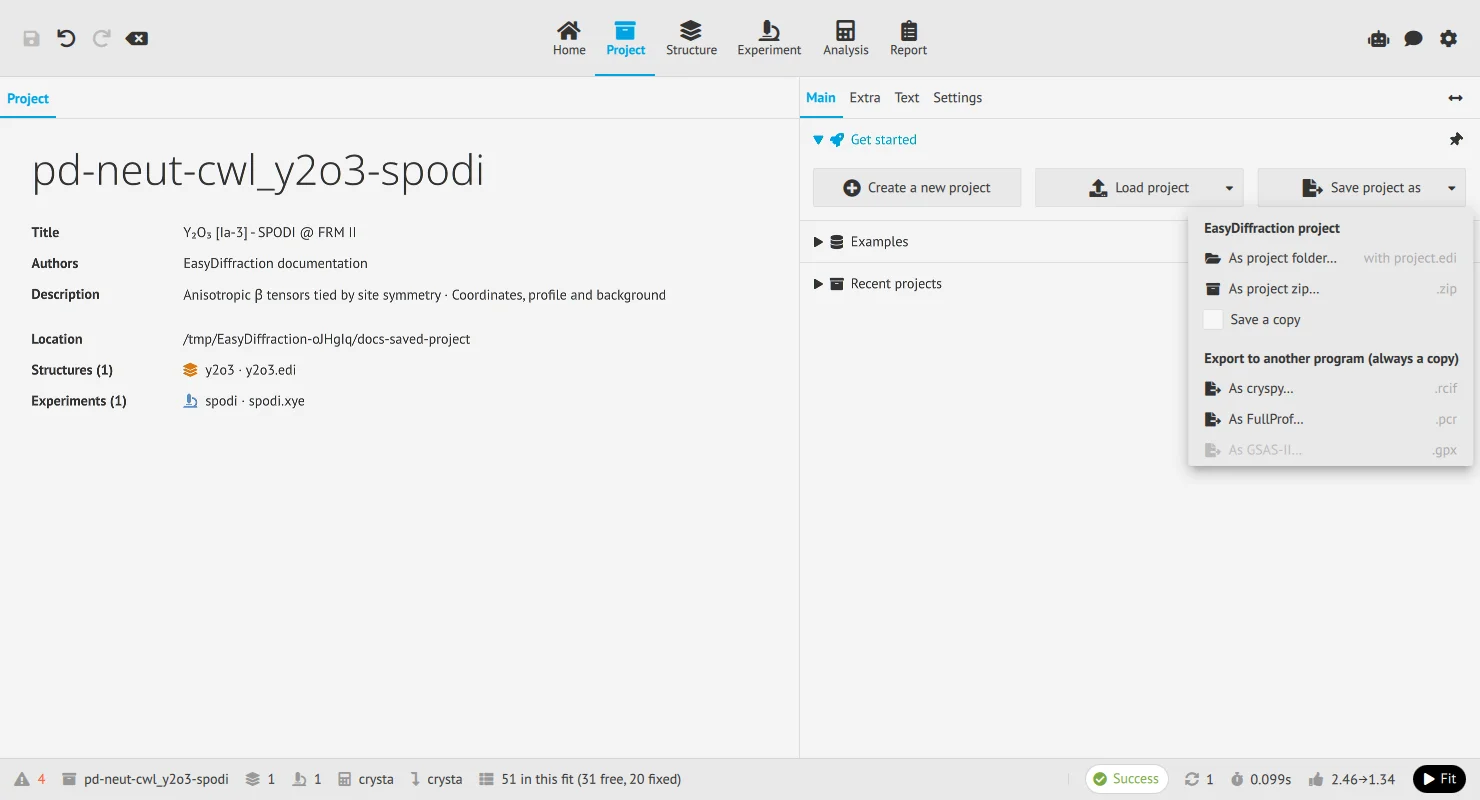 Home
Project
Structure
Experiment
Analysis
Report
Project
Main Extra Text Settings
Get started
pd-neut-cwl_y2o3-spodi
Create a new project
Load project
Save project as
Title Y₂O₃ [Ia-3] - SPODI @ FRM II
Authors EasyDiffraction documentation
Description Anisotropic β tensors tied by site symmetry · Coordinates, profile and background
Location /tmp/EasyDiffraction-oJHglq/docs-saved-project
Structures (1) y2o3 · y2o3.edi
Experiments (1) spodi · spodi.xye
Examples
Recent projects
EasyDiffraction project
As project folder... with project.edi
As project zip... .zip
Save a copy
Export to another program (always a copy)
As cryspy... .rcif
As FullProf... .pcr
As GSAS-II... .gpx
4 pd-neut-cwl_y2o3-spodi 1 1 crysta crysta 51 in this fit (31 free, 20 fixed) Success 1 0.099s 2.46→1.34 Fit